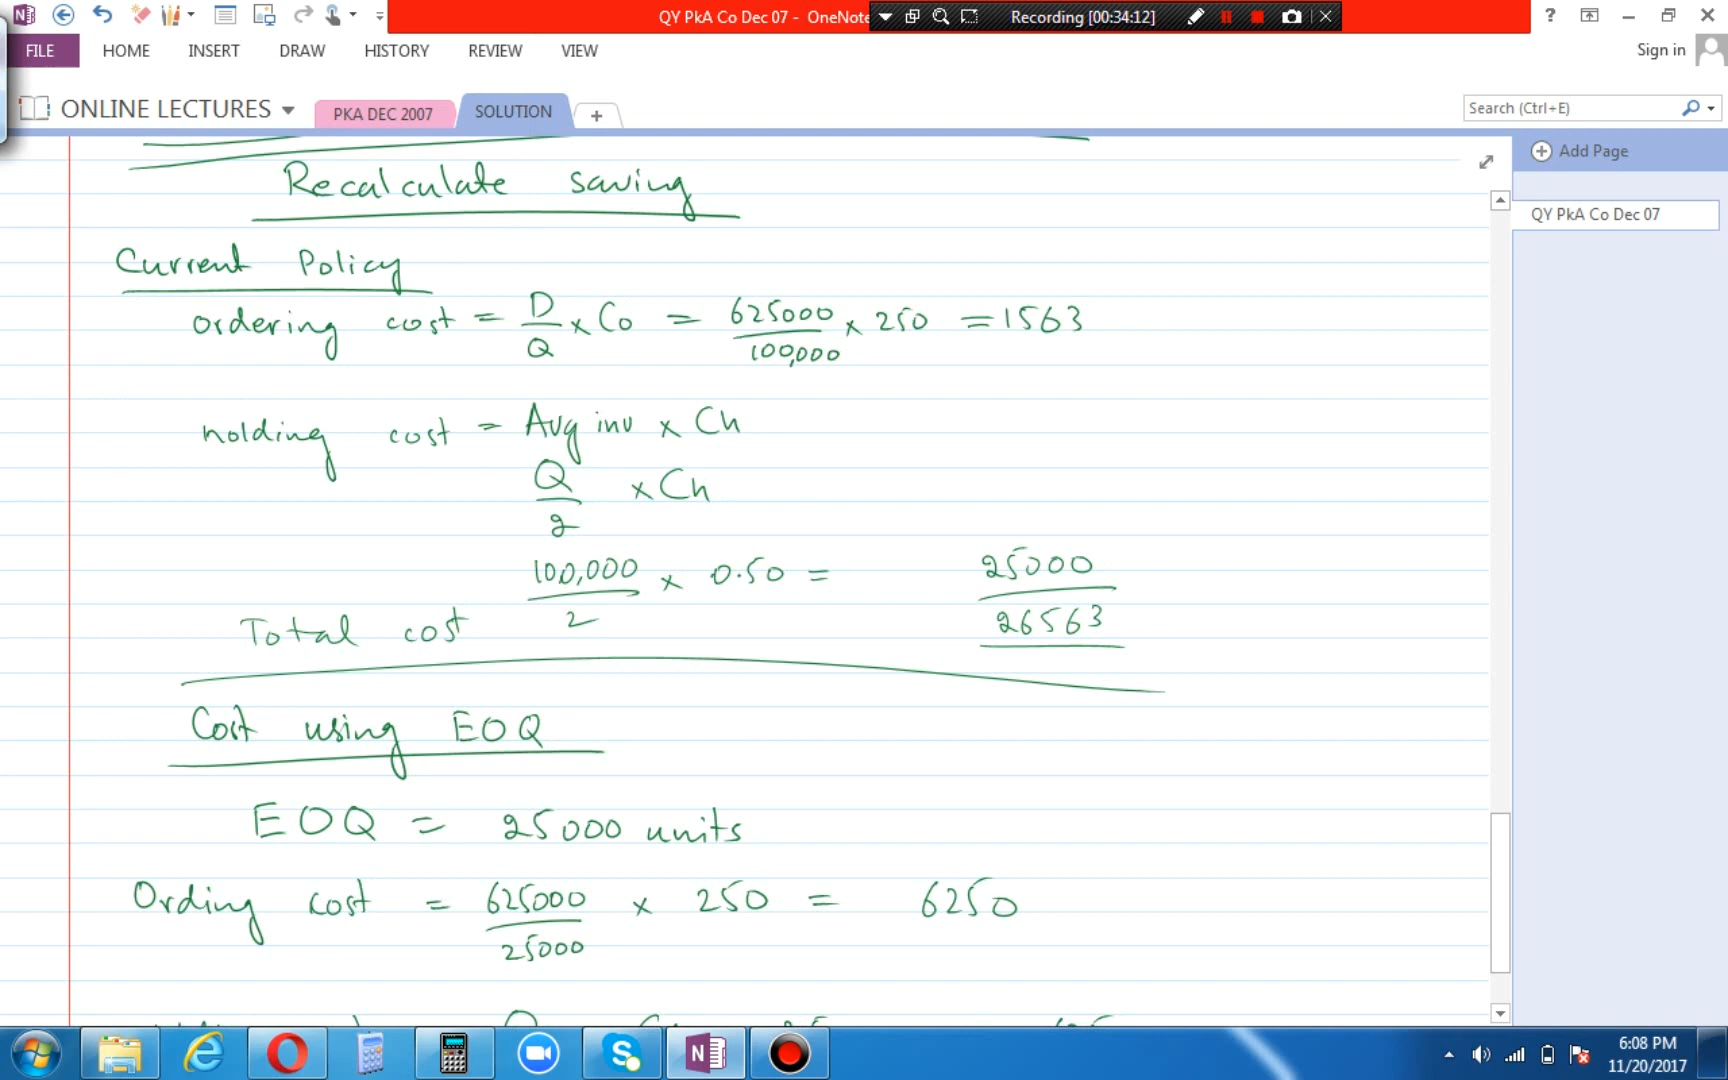 QY PkA Co Dec 07 - OneNote
Recording [00:34:12]
FILE HOME INSERT DRAW HISTORY REVIEW VIEW
Sign in
ONLINE LECTURES
PKA DEC 2007
SOLUTION
Search (Ctrl+E)
Add Page
QY PkA Co Dec 07
Recalculate saving
Current Policy
ordering cost = D/Q x Co = 625000/100,000 x 250 = 1563
holding cost = Avg inv x Ch
Q/2 x Ch
100,000/2 x 0.50 = 25000
Total cost 26563
Cost using EOQ
EOQ = 25000 units
Ording cost = 625000/25000 x 250 = 6250
6:08 PM
11/20/2017